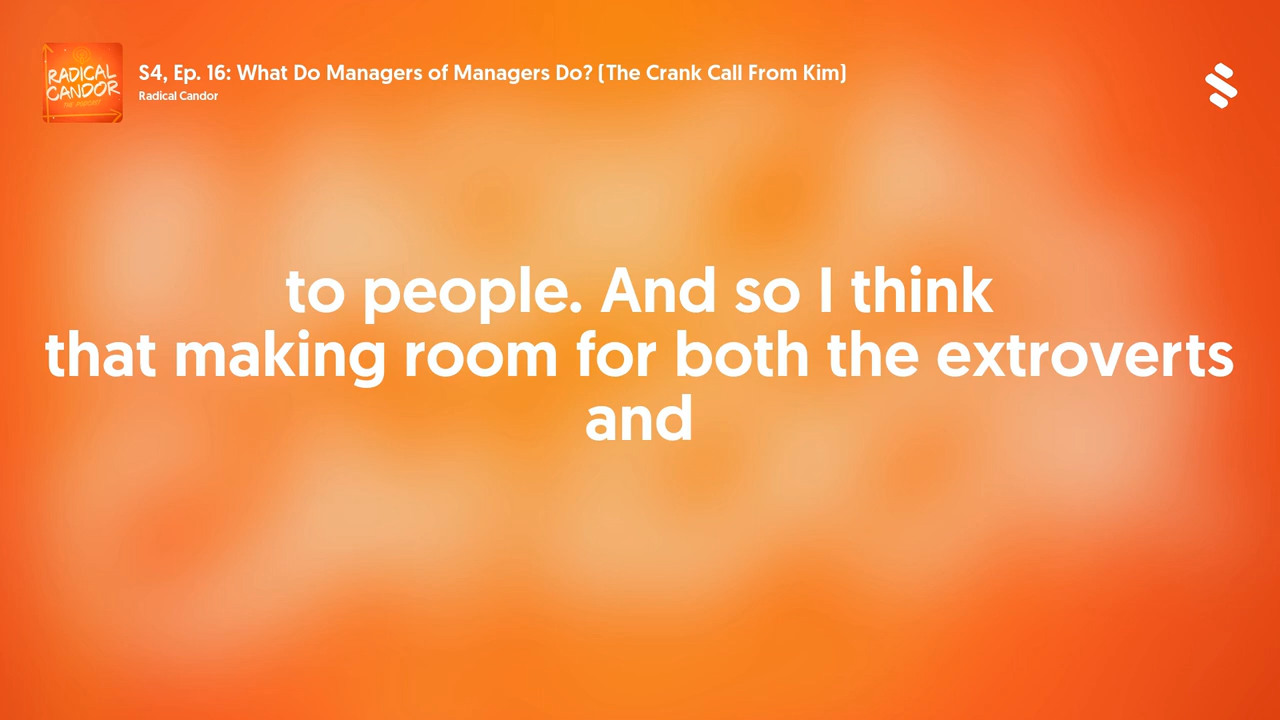 RADICAL
CANDOR
S4, Ep. 16: What Do Managers of Managers Do? (The Crank Call From Kim)
Radical Candor
to people. And so I think
that making room for both the extroverts
and